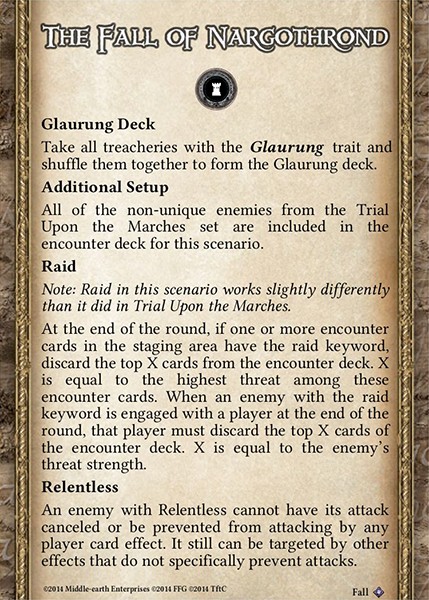 The Fall of Nargothrond
Glaurung Deck
Take all treacheries with the Glaurung trait and
shuffle them together to form the Glaurung deck.
Additional Setup
All of the non-unique enemies from the Trial
Upon the Marches set are included in the
encounter deck for this scenario.
Raid
Note: Raid in this scenario works slightly differently
than it did in Trial Upon the Marches.
At the end of the round, if one or more encounter
cards in the staging area have the raid keyword,
discard the top X cards from the encounter deck. X
is equal to the highest threat among these
encounter cards. When an enemy with the raid
keyword is engaged with a player at the end of the
round, that player must discard the top X cards of
the encounter deck. X is equal to the enemy's
threat strength.
Relentless
An enemy with Relentless cannot have its attack
canceled or be prevented from attacking by any
player card effect. It still can be targeted by other
effects that do not specifically prevent attacks.
©2014 Middle-earth Enterprises ©2014 FFG ©2014 TftC
Fall